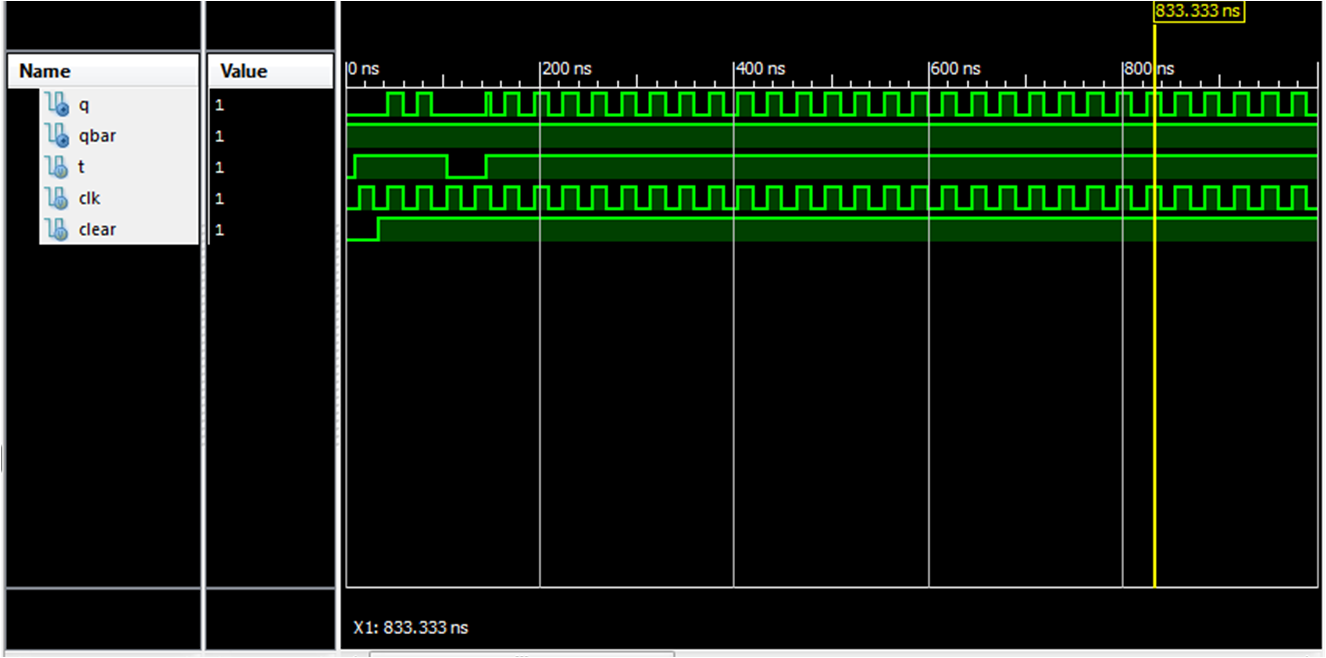 833.333 ns
Name Value 0 ns 200 ns 400 ns 600 ns 800 ns
q 1
qbar 1
t 1
clk 1
clear 1
X1: 833.333 ns